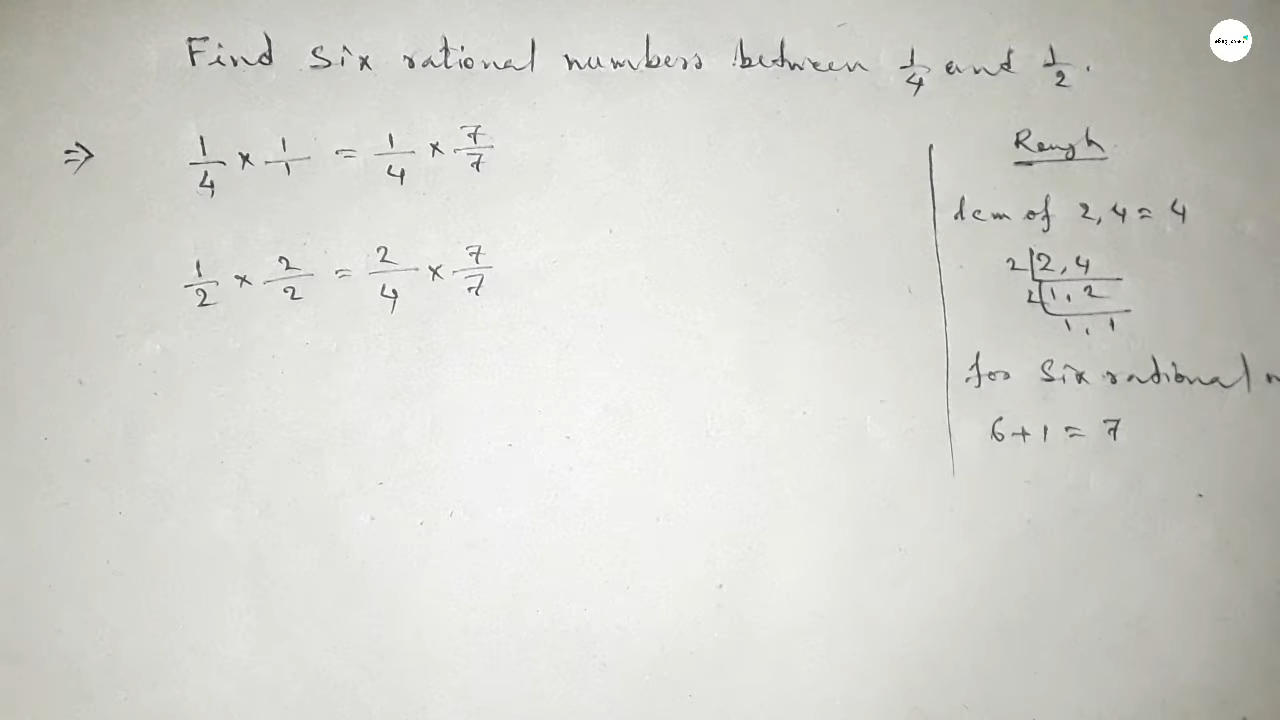 Find six rational numbers between 1/4 and 1/2.
⇒ 1/4 × 1/1 = 1/4 × 7/7
1/2 × 2/2 = 2/4 × 7/7
Rough
lcm of 2,4 = 4
2|2,4
2|1,2
1,1
for six rational n
6+1 = 7